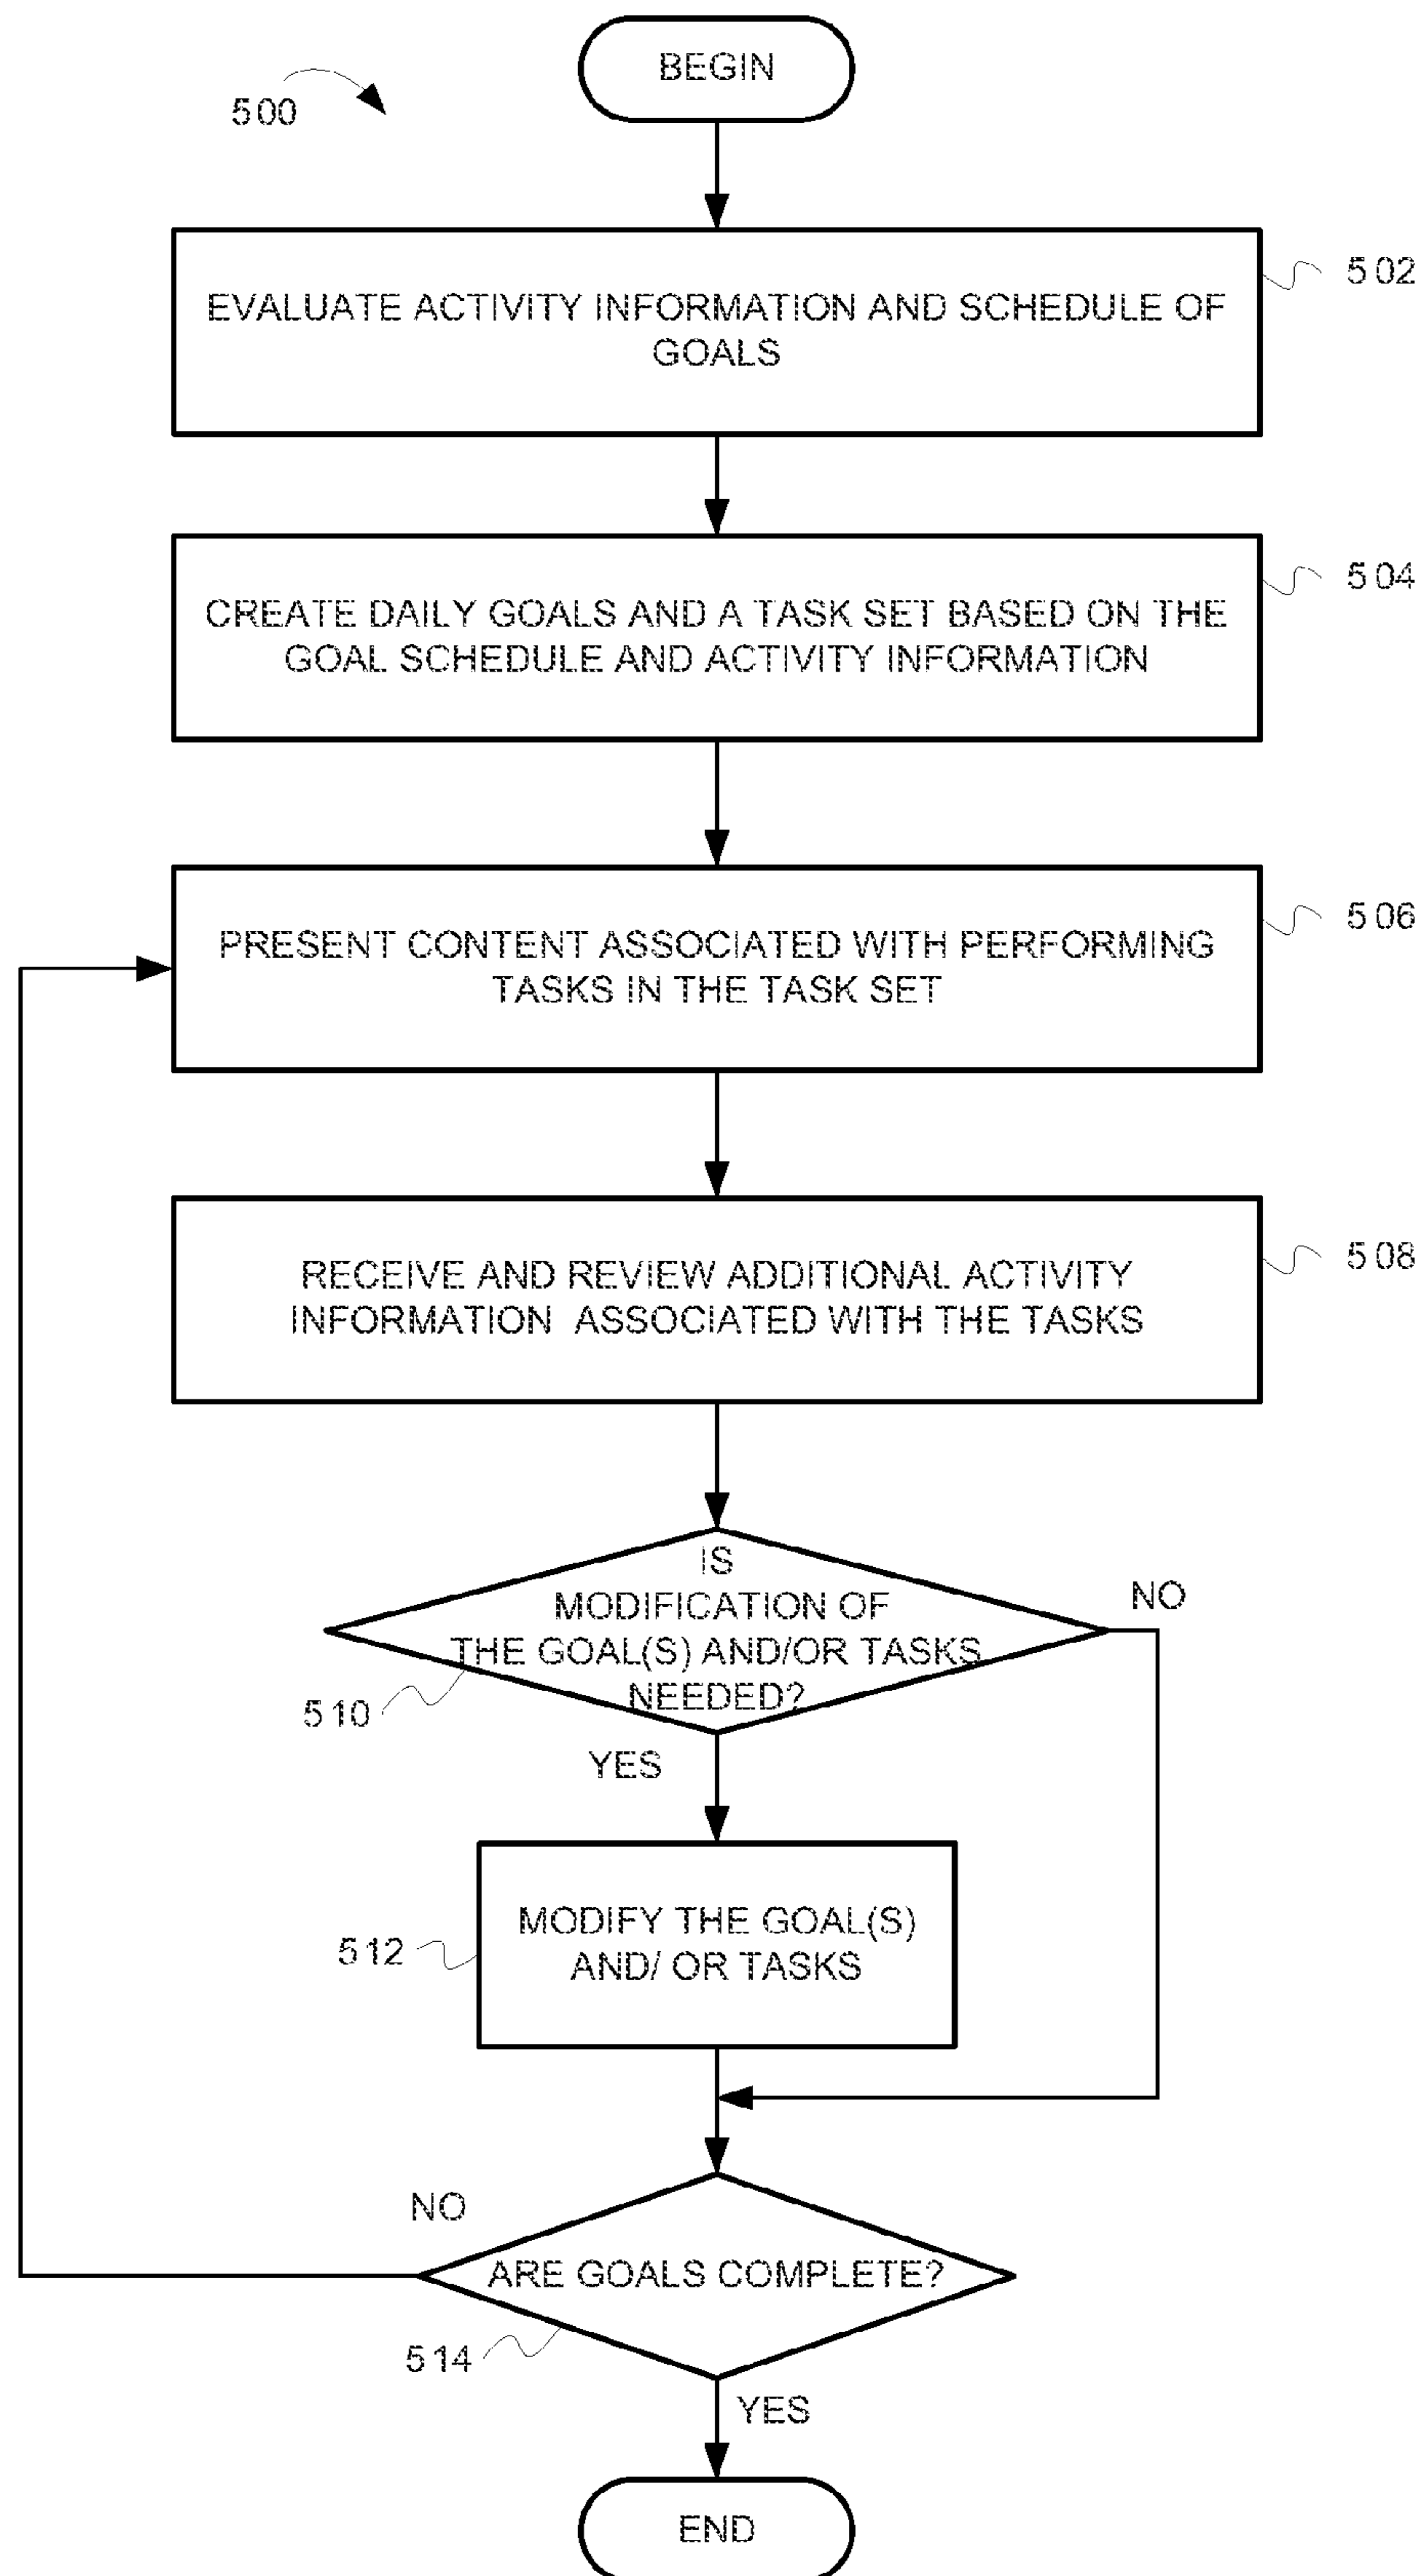 BEGIN
500
EVALUATE ACTIVITY INFORMATION AND SCHEDULE OF
GOALS
502
CREATE DAILY GOALS AND A TASK SET BASED ON THE
GOAL SCHEDULE AND ACTIVITY INFORMATION
504
PRESENT CONTENT ASSOCIATED WITH PERFORMING
TASKS IN THE TASK SET
506
RECEIVE AND REVIEW ADDITIONAL ACTIVITY
INFORMATION ASSOCIATED WITH THE TASKS
508
IS
MODIFICATION OF
THE GOAL(S) AND/OR TASKS
NEEDED?
NO
510
YES
MODIFY THE GOAL(S)
AND/ OR TASKS
512
NO
ARE GOALS COMPLETE?
514
YES
END